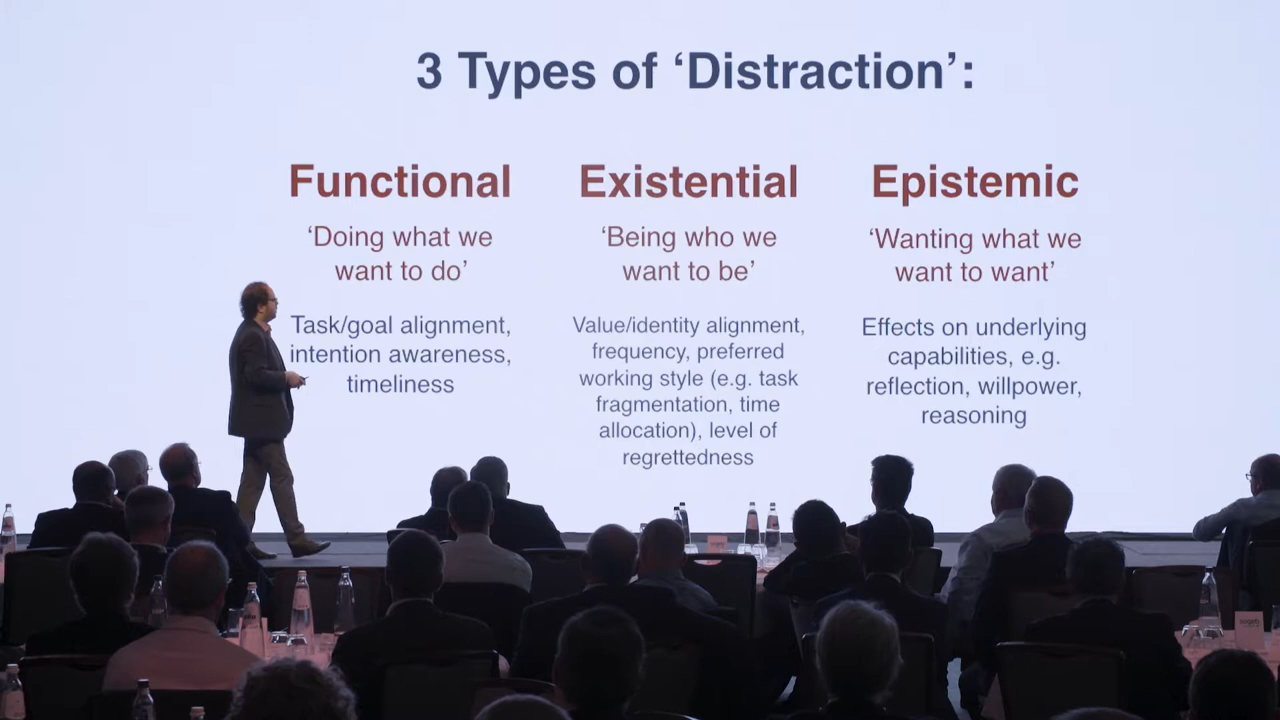 3 Types of ‘Distraction’:
Functional
‘Doing what we
want to do’
Task/goal alignment,
intention awareness,
timeliness
Existential
‘Being who we
want to be’
Value/identity alignment,
frequency, preferred
working style (e.g. task
fragmentation, time
allocation), level of
regrettedness
Epistemic
‘Wanting what we
want to want’
Effects on underlying
capabilities, e.g.
reflection, willpower,
reasoning